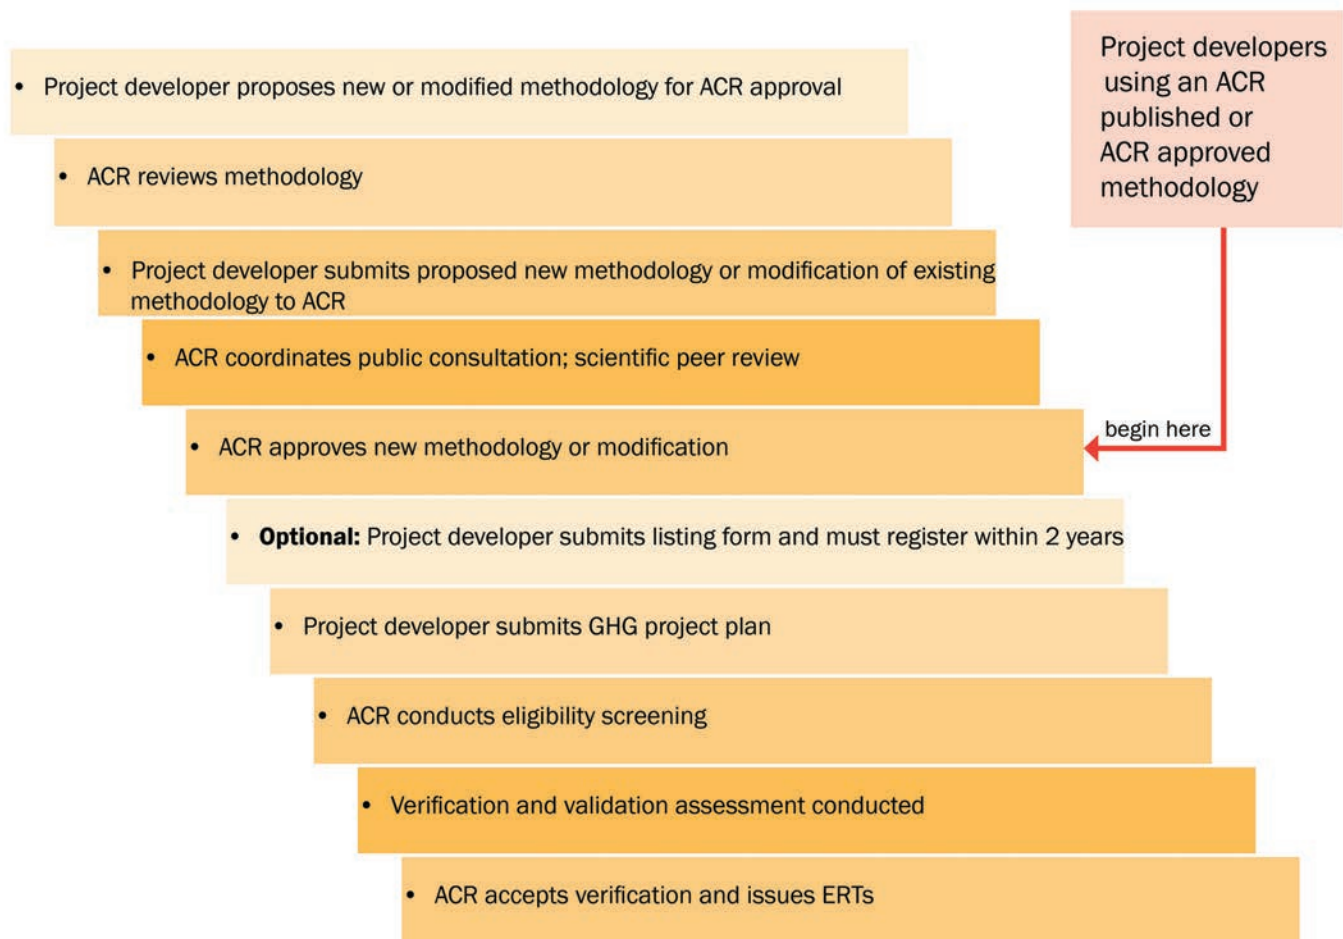 • Project developer proposes new or modified methodology for ACR approval
• ACR reviews methodology
• Project developer submits proposed new methodology or modification of existing
methodology to ACR
• ACR coordinates public consultation; scientific peer review
• ACR approves new methodology or modification
• Optional: Project developer submits listing form and must register within 2 years
• Project developer submits GHG project plan
• ACR conducts eligibility screening
• Verification and validation assessment conducted
• ACR accepts verification and issues ERTs
Project developers
using an ACR
published or
ACR approved
methodology
begin here